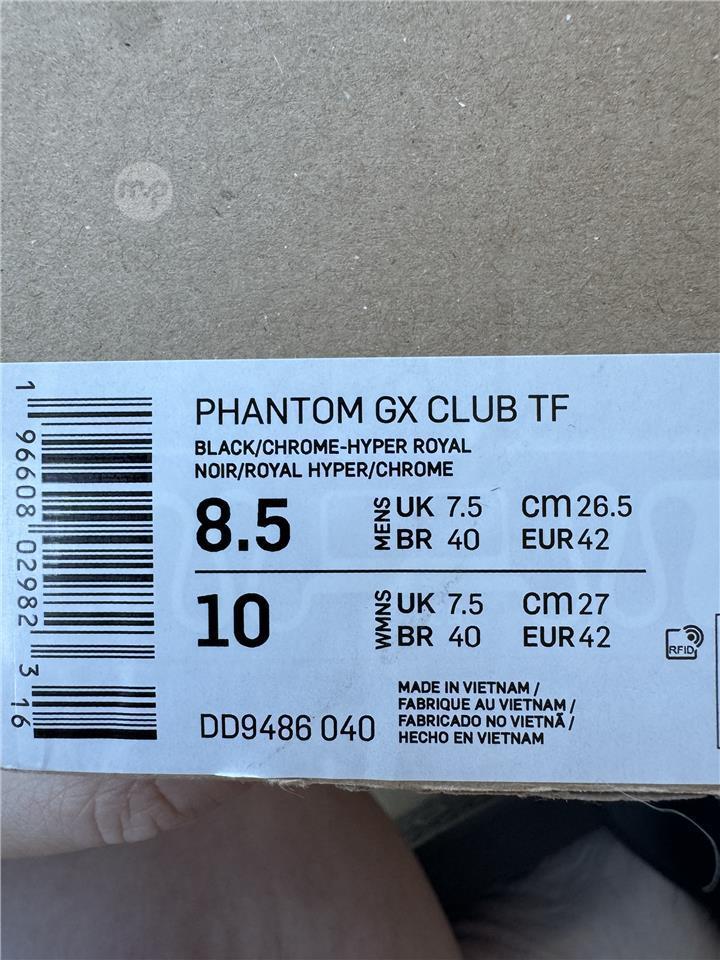 mp
PHANTOM GX CLUB TF
BLACK/CHROME-HYPER ROYAL
NOIR/ROYAL HYPER/CHROME
8.5 MENS UK 7.5 CM 26.5
BR 40 EUR 42
10 WMNS UK 7.5 CM 27
BR 40 EUR 42
RFID
DD9486 040
MADE IN VIETNAM /
FABRIQUE AU VIETNAM /
FABRICADO NO VIETNÃ /
HECHO EN VIETNAM
1 96608 02982 3 16